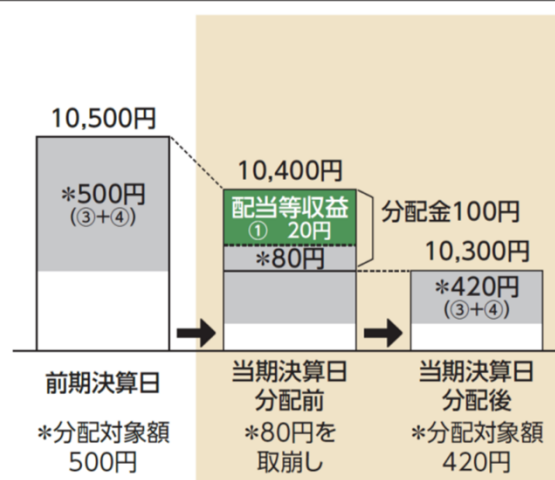 10,500円
*500円
(③+④)
10,400円
配当等収益
① 20円
*80円
分配金100円
10,300円
*420円
(③+④)
前期決算日
*分配対象額
500円
当期決算日
分配前
*80円を
取崩し
当期決算日
分配後
*分配対象額
420円